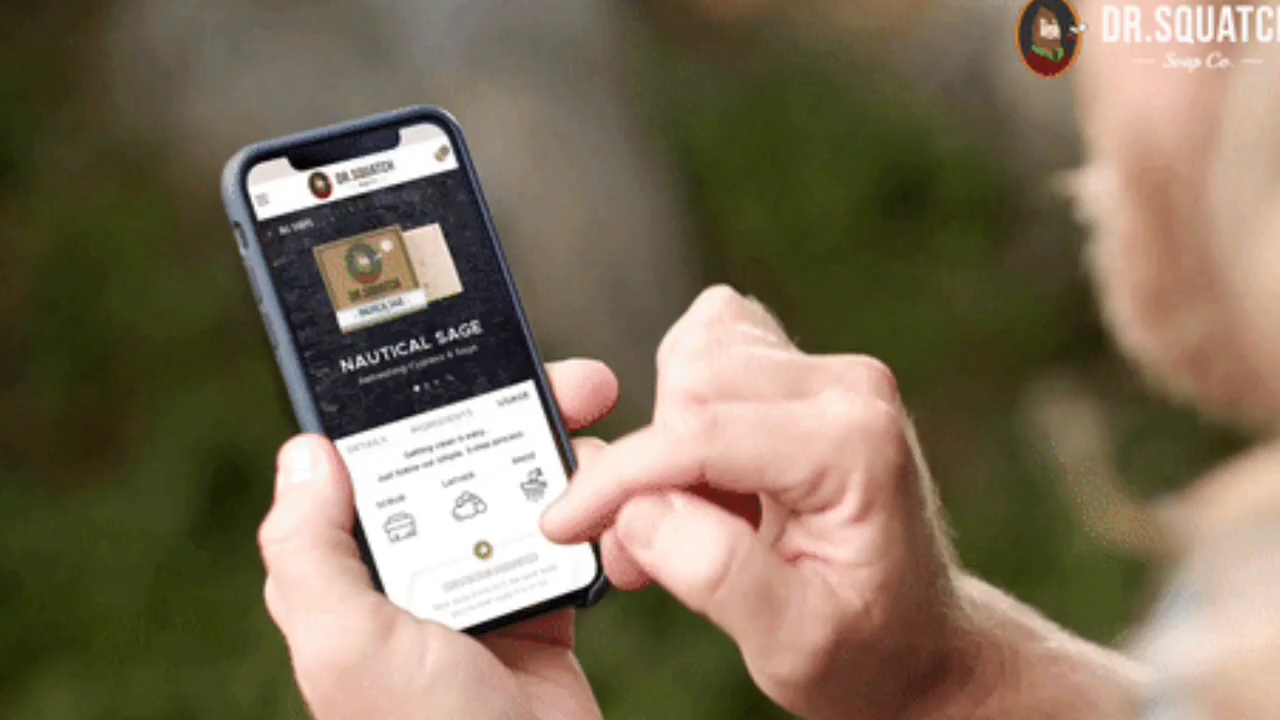 DR.SQUATCH
Soap Co.
DR. SQUATCH
DR. SQUATCH
NAUTICAL SAGE
NAUTICAL SAGE
Refreshing Cypress & Sage
DETAILS
INGREDIENTS
USAGE
Getting clean is easy.
Just follow our simple, 3-step process.
SCRUB
LATHER
RINSE